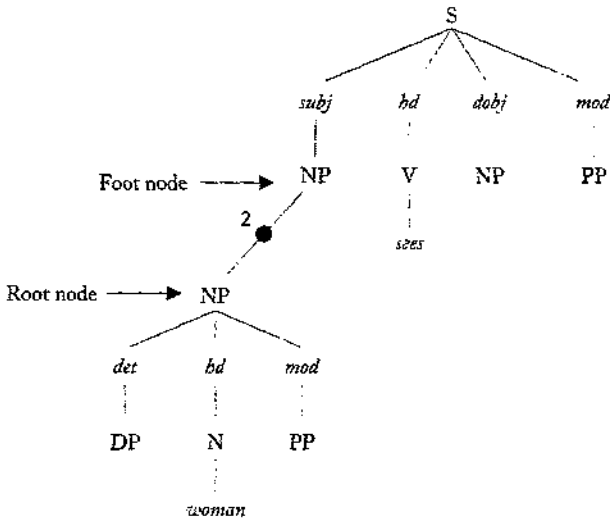 S
subj hd dobj mod
Foot node NP V NP PP
2
sees
Root node NP
det hd mod
DP N PP
woman